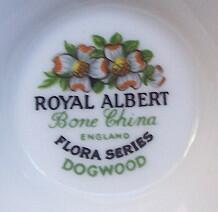 ROYAL ALBERT
Bone China
ENGLAND
FLORA SERIES
DOGWOOD